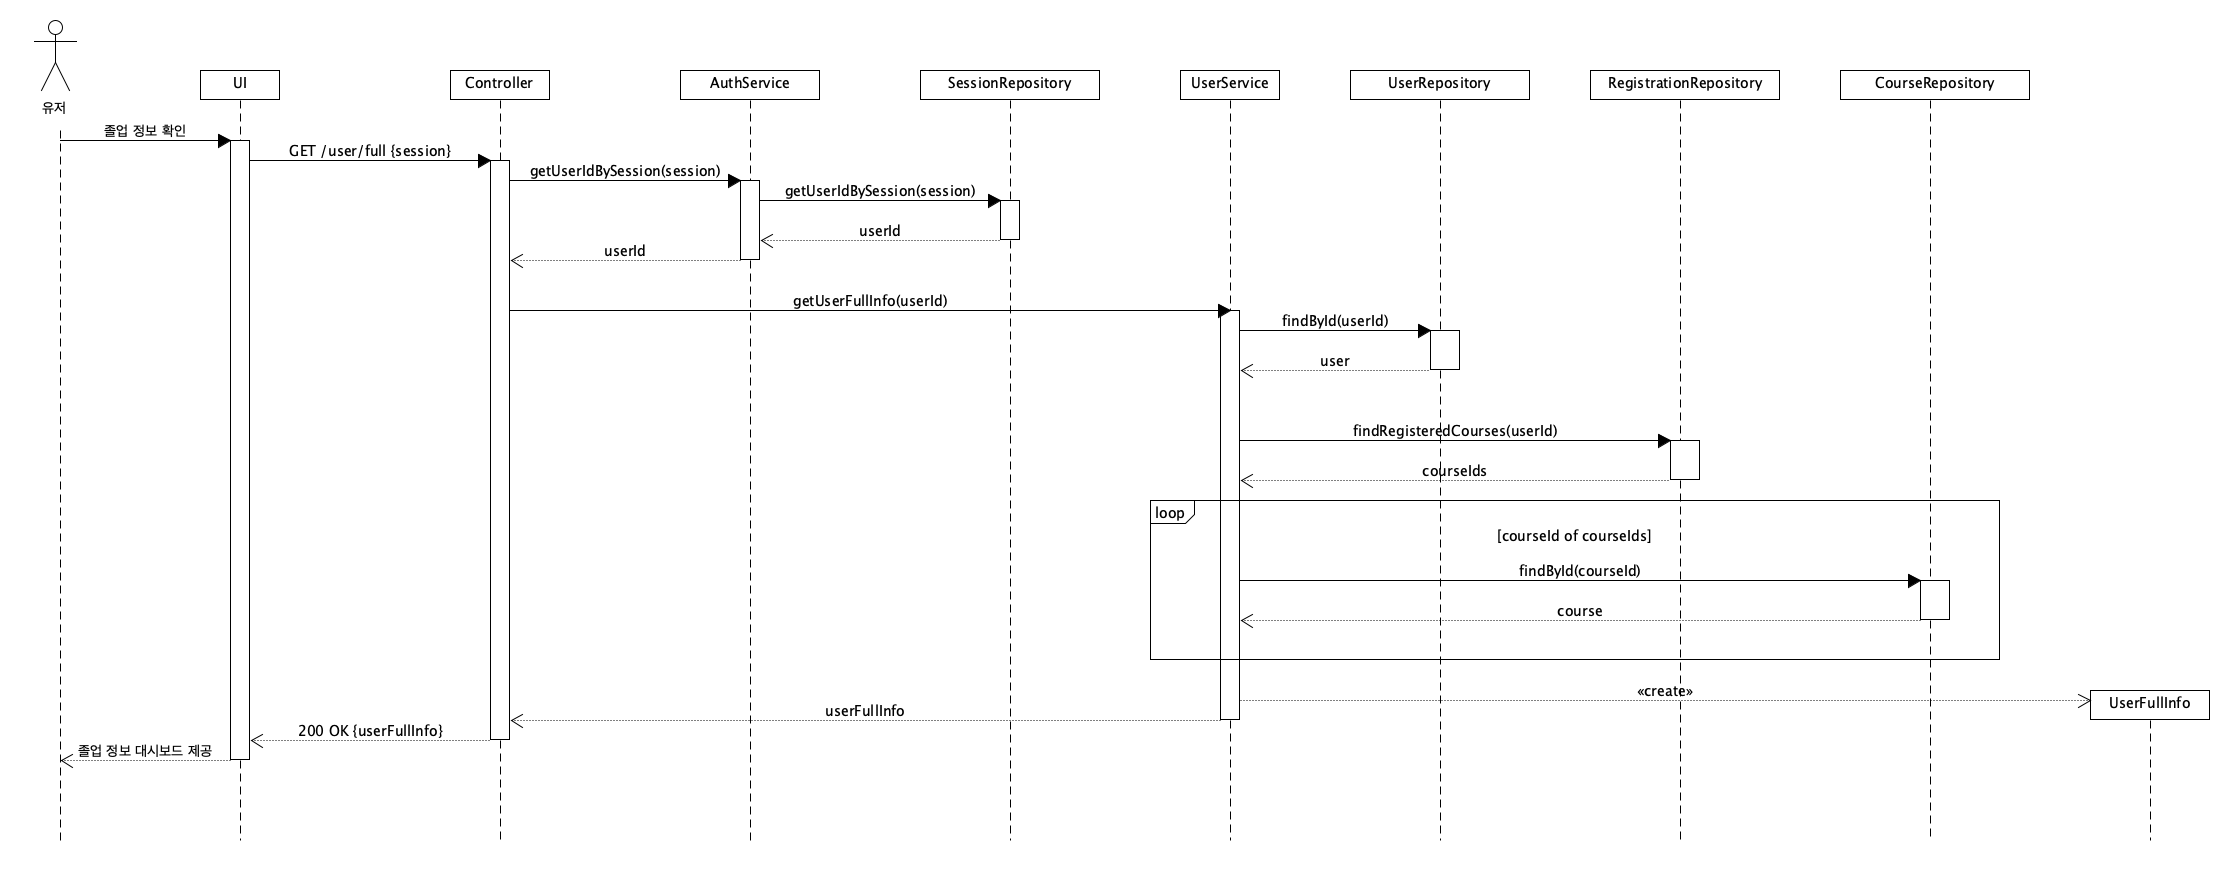 유저
UI
Controller
AuthService
SessionRepository
UserService
UserRepository
RegistrationRepository
CourseRepository
졸업 정보 확인
GET /user/full {session}
getUserIdBySession(session)
getUserIdBySession(session)
userId
userId
getUserFullInfo(userId)
findById(userId)
user
findRegisteredCourses(userId)
courseIds
loop
[courseId of courseIds]
findById(courseId)
course
«create»
UserFullInfo
userFullInfo
200 OK {userFullInfo}
졸업 정보 대시보드 제공